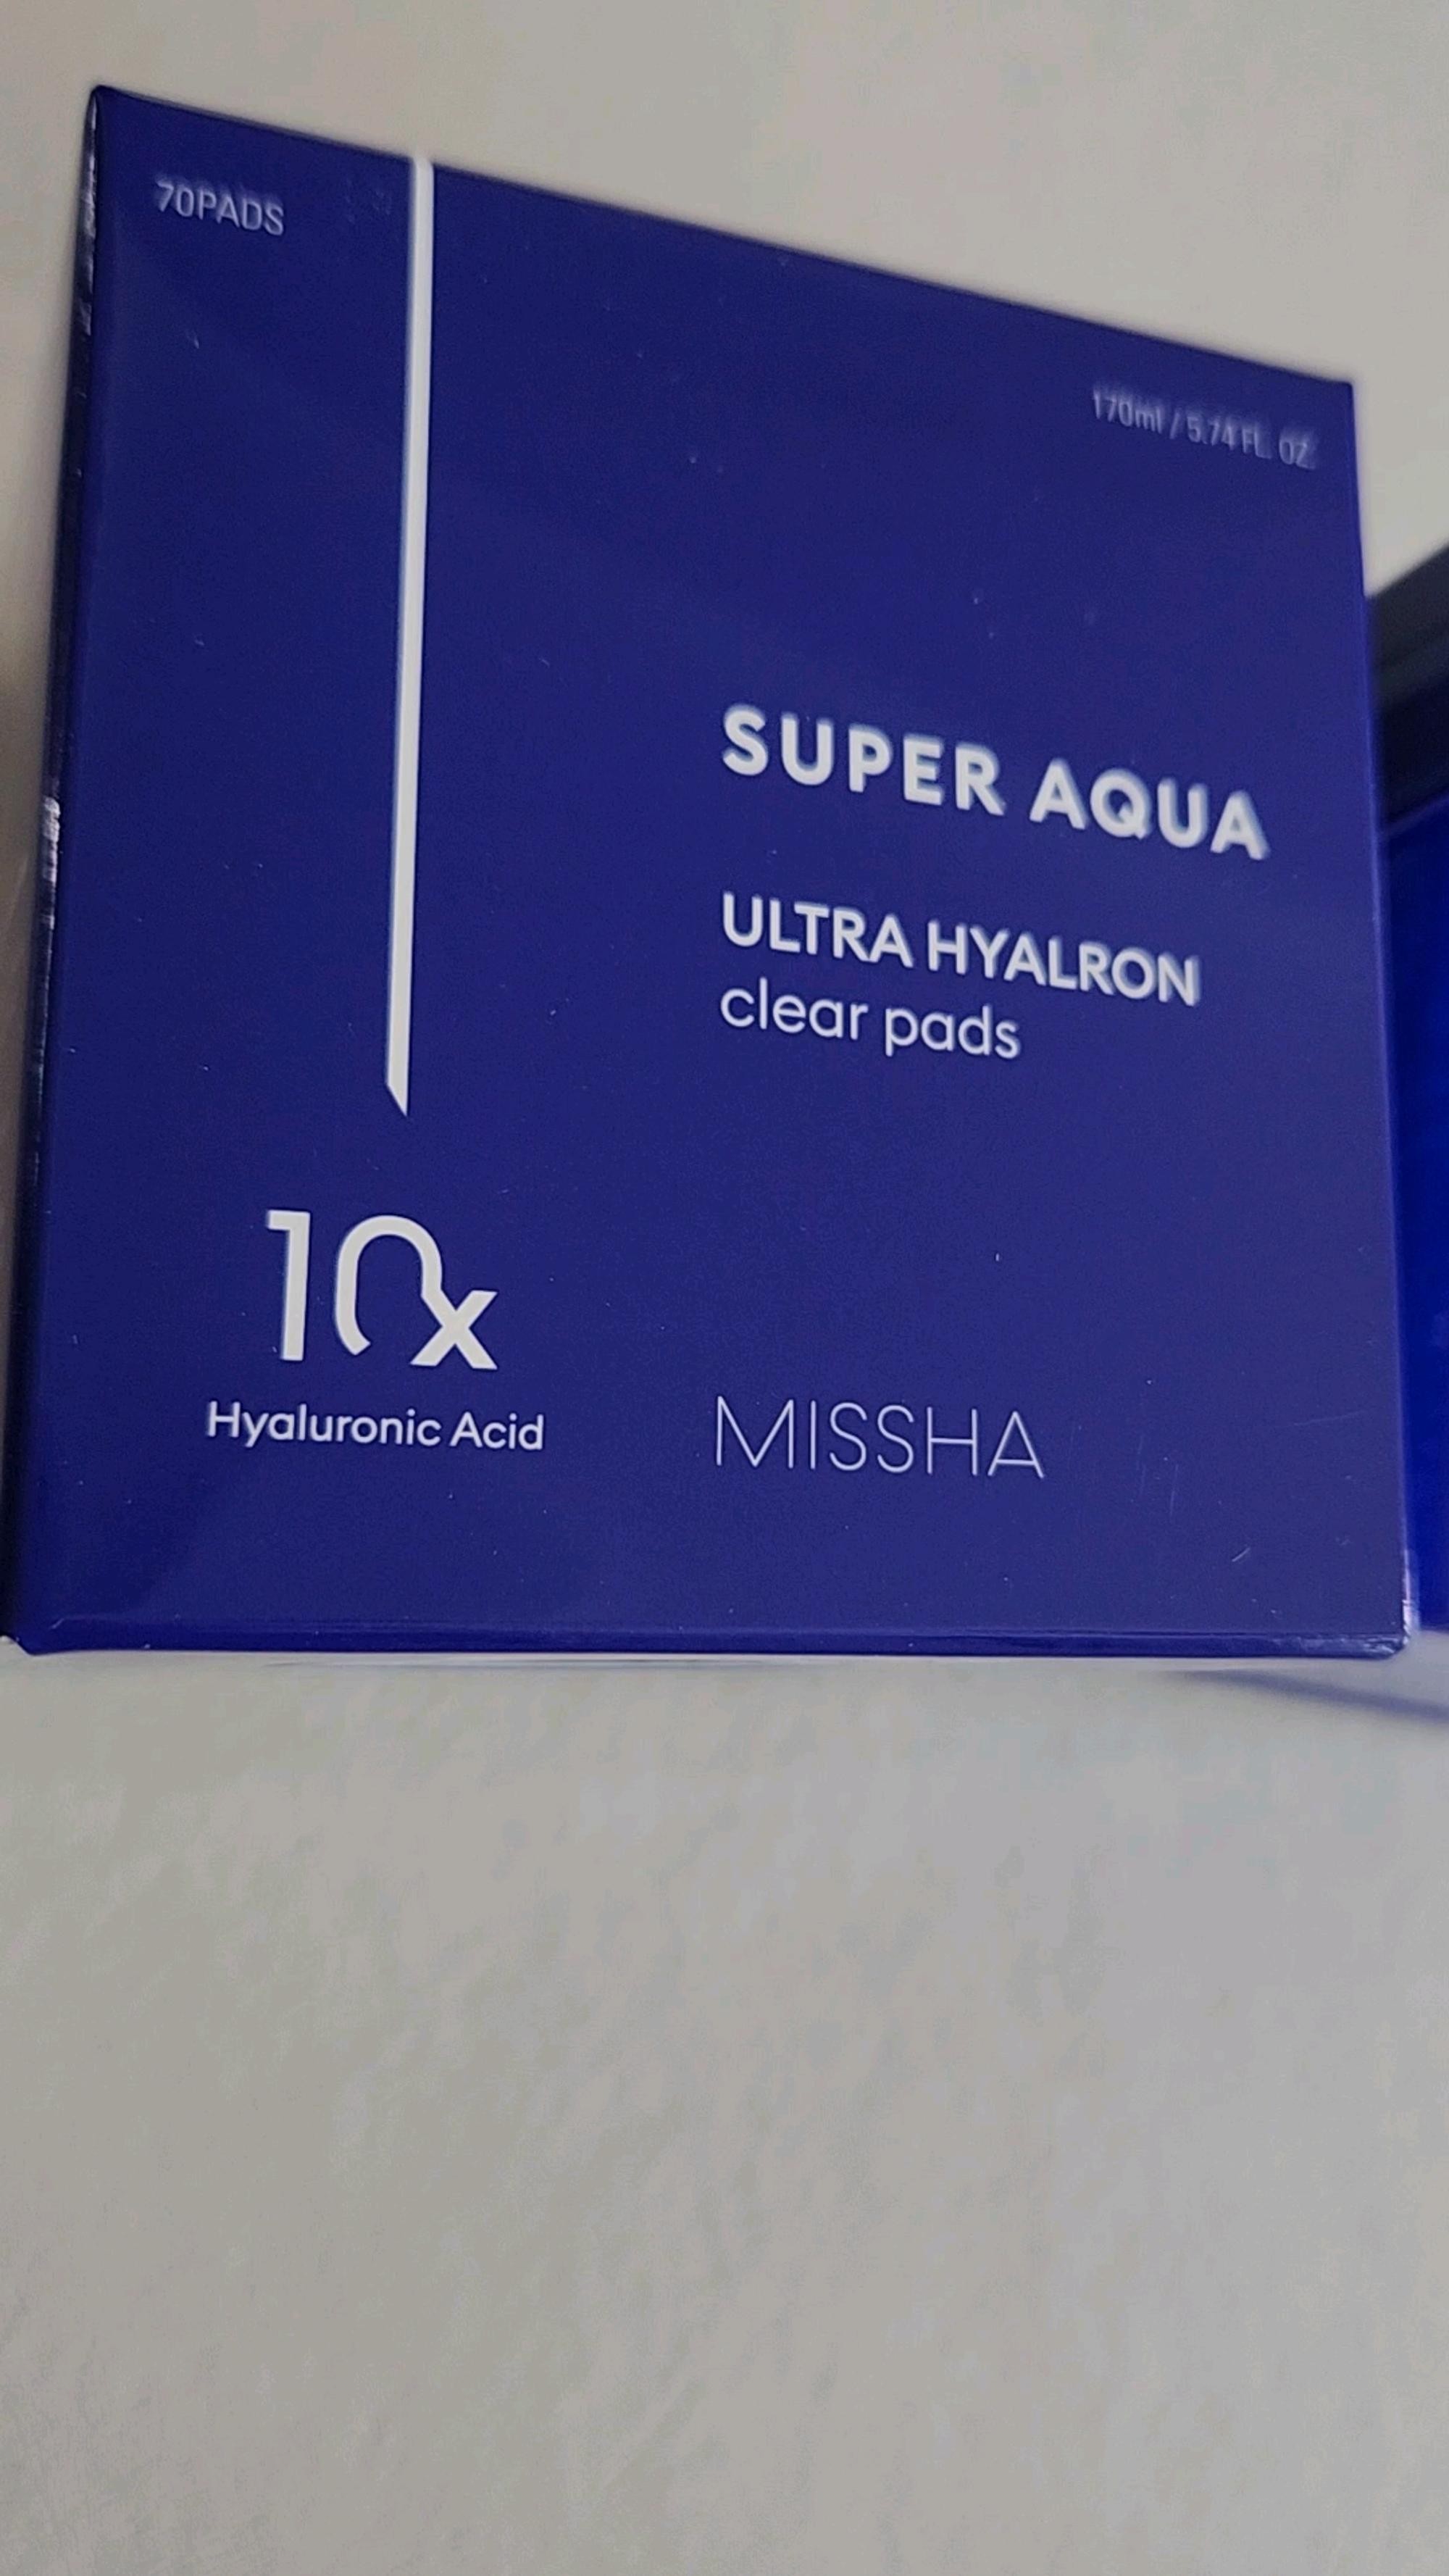 70PADS
170ml / 5.74 FL. OZ.
SUPER AQUA
ULTRA HYALRON
clear pads
10x
Hyaluronic Acid
MISSHA